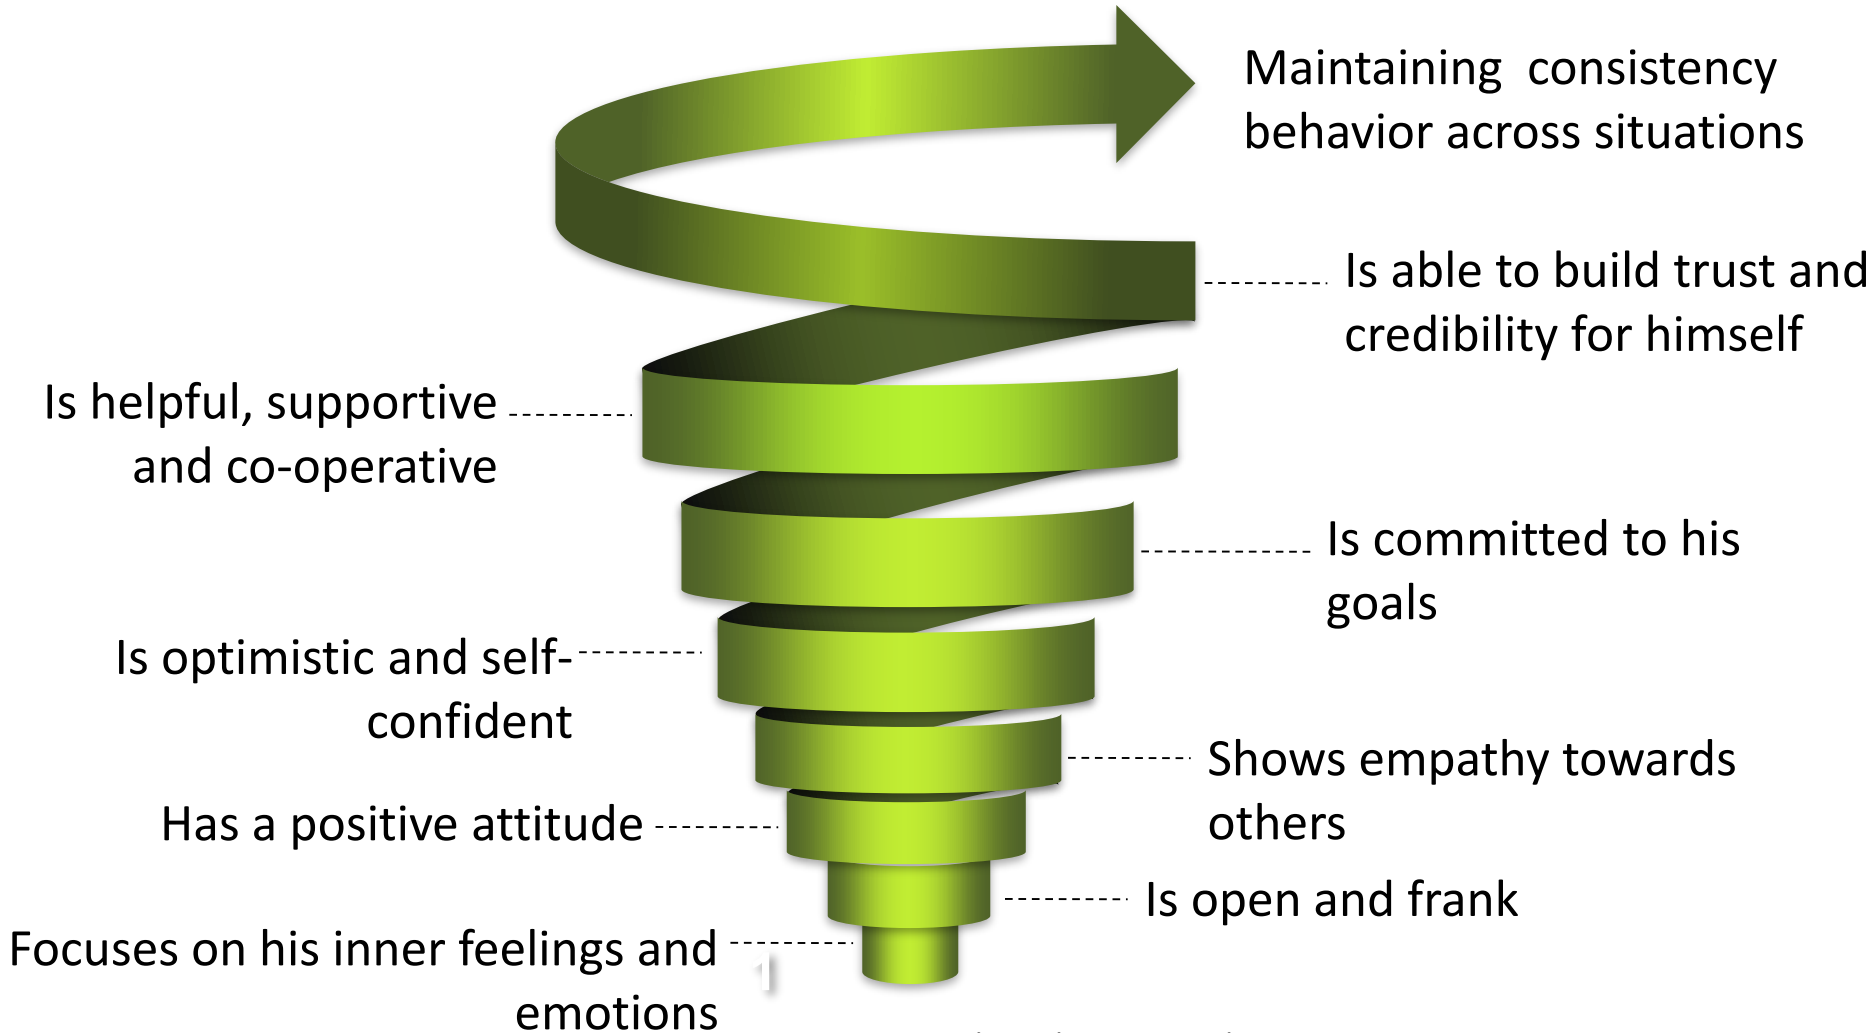 Maintaining  consistency
behavior across situations
Is able to build trust and
credibility for himself
Is helpful, supportive
and co-operative
Is committed to his
goals
Is optimistic and self-
confident
Shows empathy towards
others
Has a positive attitude
Is open and frank
Focuses on his inner feelings and
emotions
1